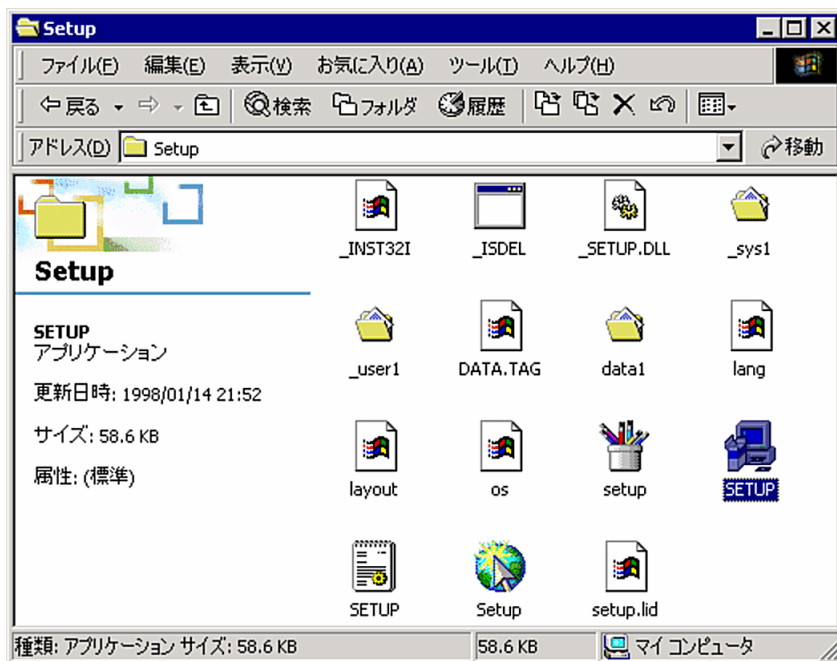 Setup
ファイル(F) 編集(E) 表示(V) お気に入り(A) ツール(T) ヘルプ(H)
戻る 検索 フォルダ 履歴
アドレス(D) Setup 移動
Setup
SETUP
アプリケーション
更新日時: 1998/01/14 21:52
サイズ: 58.6 KB
属性: (標準)
_INST32I _ISDEL _SETUP.DLL _sys1
_user1 DATA.TAG data1 lang
layout os setup SETUP
SETUP Setup setup.lid
種類: アプリケーション サイズ: 58.6 KB 58.6 KB マイ コンピュータ